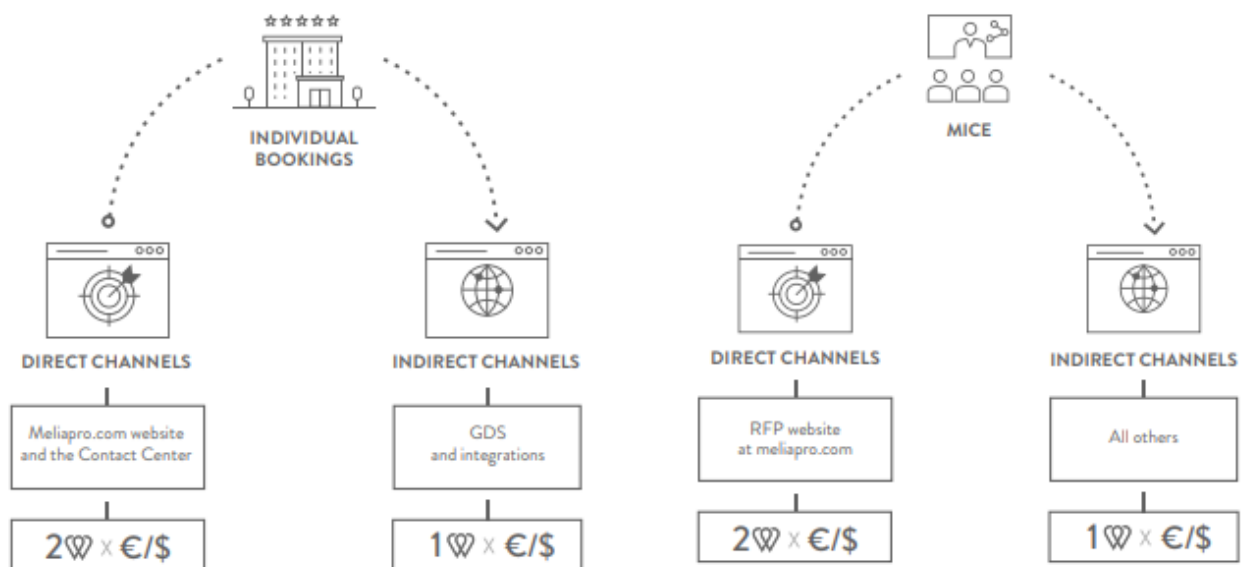 INDIVIDUAL
BOOKINGS
MICE
DIRECT CHANNELS
INDIRECT CHANNELS
DIRECT CHANNELS
INDIRECT CHANNELS
Meliapro.com website
and the Contact Center
GDS
and integrations
RFP website
at meliapro.com
All others
2 x €/$
1 x €/$
2 x €/$
1 x €/$